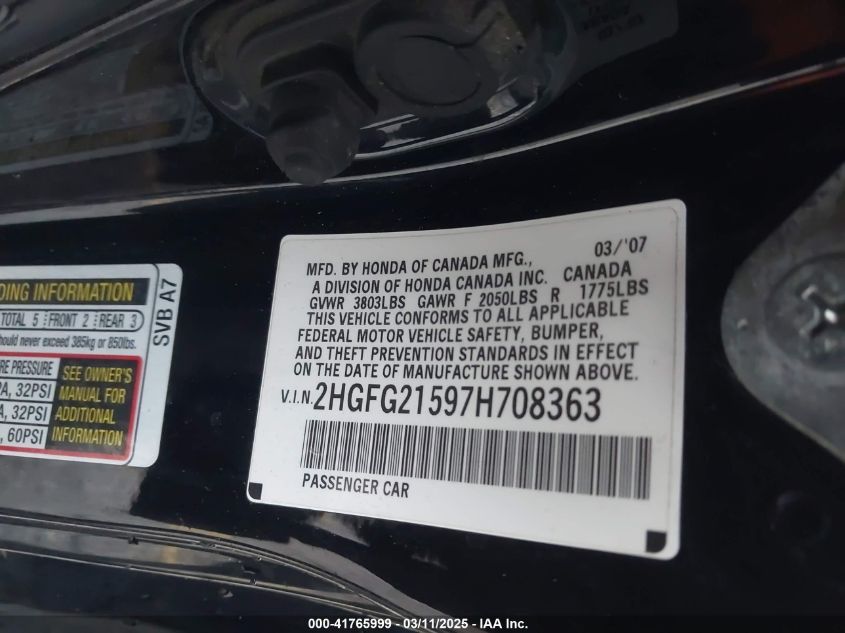 03/'07
MFD. BY HONDA OF CANADA MFG.,
A DIVISION OF HONDA CANADA INC. CANADA
GVWR 3803LBS GAWR F 2050LBS R 1775LBS
THIS VEHICLE CONFORMS TO ALL APPLICABLE
FEDERAL MOTOR VEHICLE SAFETY, BUMPER,
AND THEFT PREVENTION STANDARDS IN EFFECT
ON THE DATE OF MANUFACTURE SHOWN ABOVE.
V.I.N. 2HGFG21597H708363
PASSENGER CAR
DING INFORMATION
TOTAL 5 FRONT 2 REAR 3
hould never exceed 385kg or 850lbs.
RE PRESSURE
PA, 32PSI
A, 32PSI
, 60PSI
SEE OWNER'S
MANUAL FOR
ADDITIONAL
INFORMATION
SVB A7
000-41765999 - 03/11/2025 - IAA Inc.